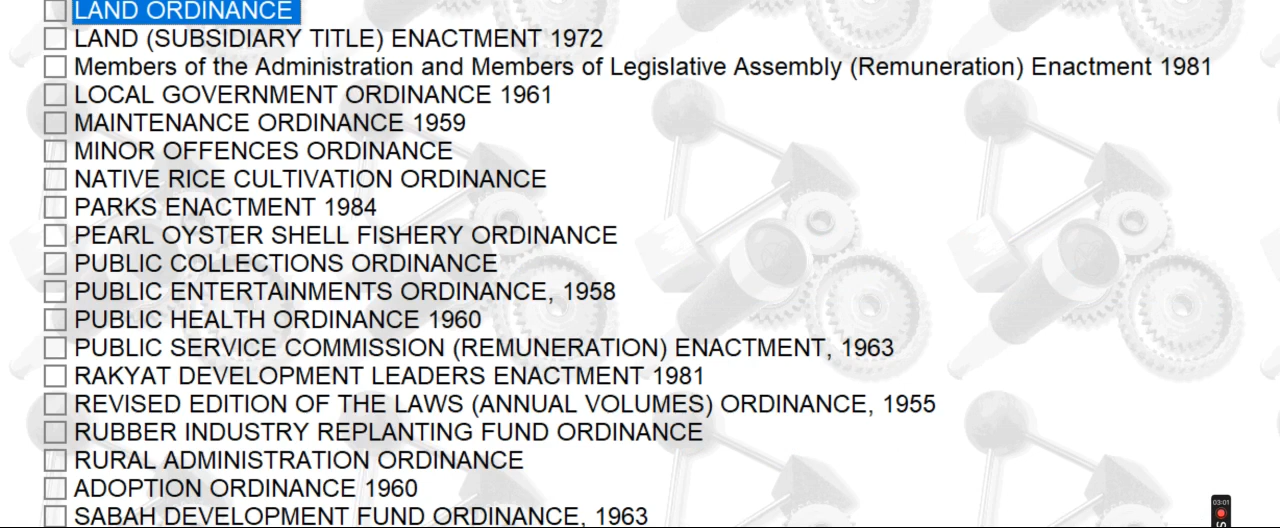 LAND ORDINANCE
LAND (SUBSIDIARY TITLE) ENACTMENT 1972
Members of the Administration and Members of Legislative Assembly (Remuneration) Enactment 1981
LOCAL GOVERNMENT ORDINANCE 1961
MAINTENANCE ORDINANCE 1959
MINOR OFFENCES ORDINANCE
NATIVE RICE CULTIVATION ORDINANCE
PARKS ENACTMENT 1984
PEARL OYSTER SHELL FISHERY ORDINANCE
PUBLIC COLLECTIONS ORDINANCE
PUBLIC ENTERTAINMENTS ORDINANCE, 1958
PUBLIC HEALTH ORDINANCE 1960
PUBLIC SERVICE COMMISSION (REMUNERATION) ENACTMENT, 1963
RAKYAT DEVELOPMENT LEADERS ENACTMENT 1981
REVISED EDITION OF THE LAWS (ANNUAL VOLUMES) ORDINANCE, 1955
RUBBER INDUSTRY REPLANTING FUND ORDINANCE
RURAL ADMINISTRATION ORDINANCE
ADOPTION ORDINANCE 1960
SABAH DEVELOPMENT FUND ORDINANCE, 1963
03:01